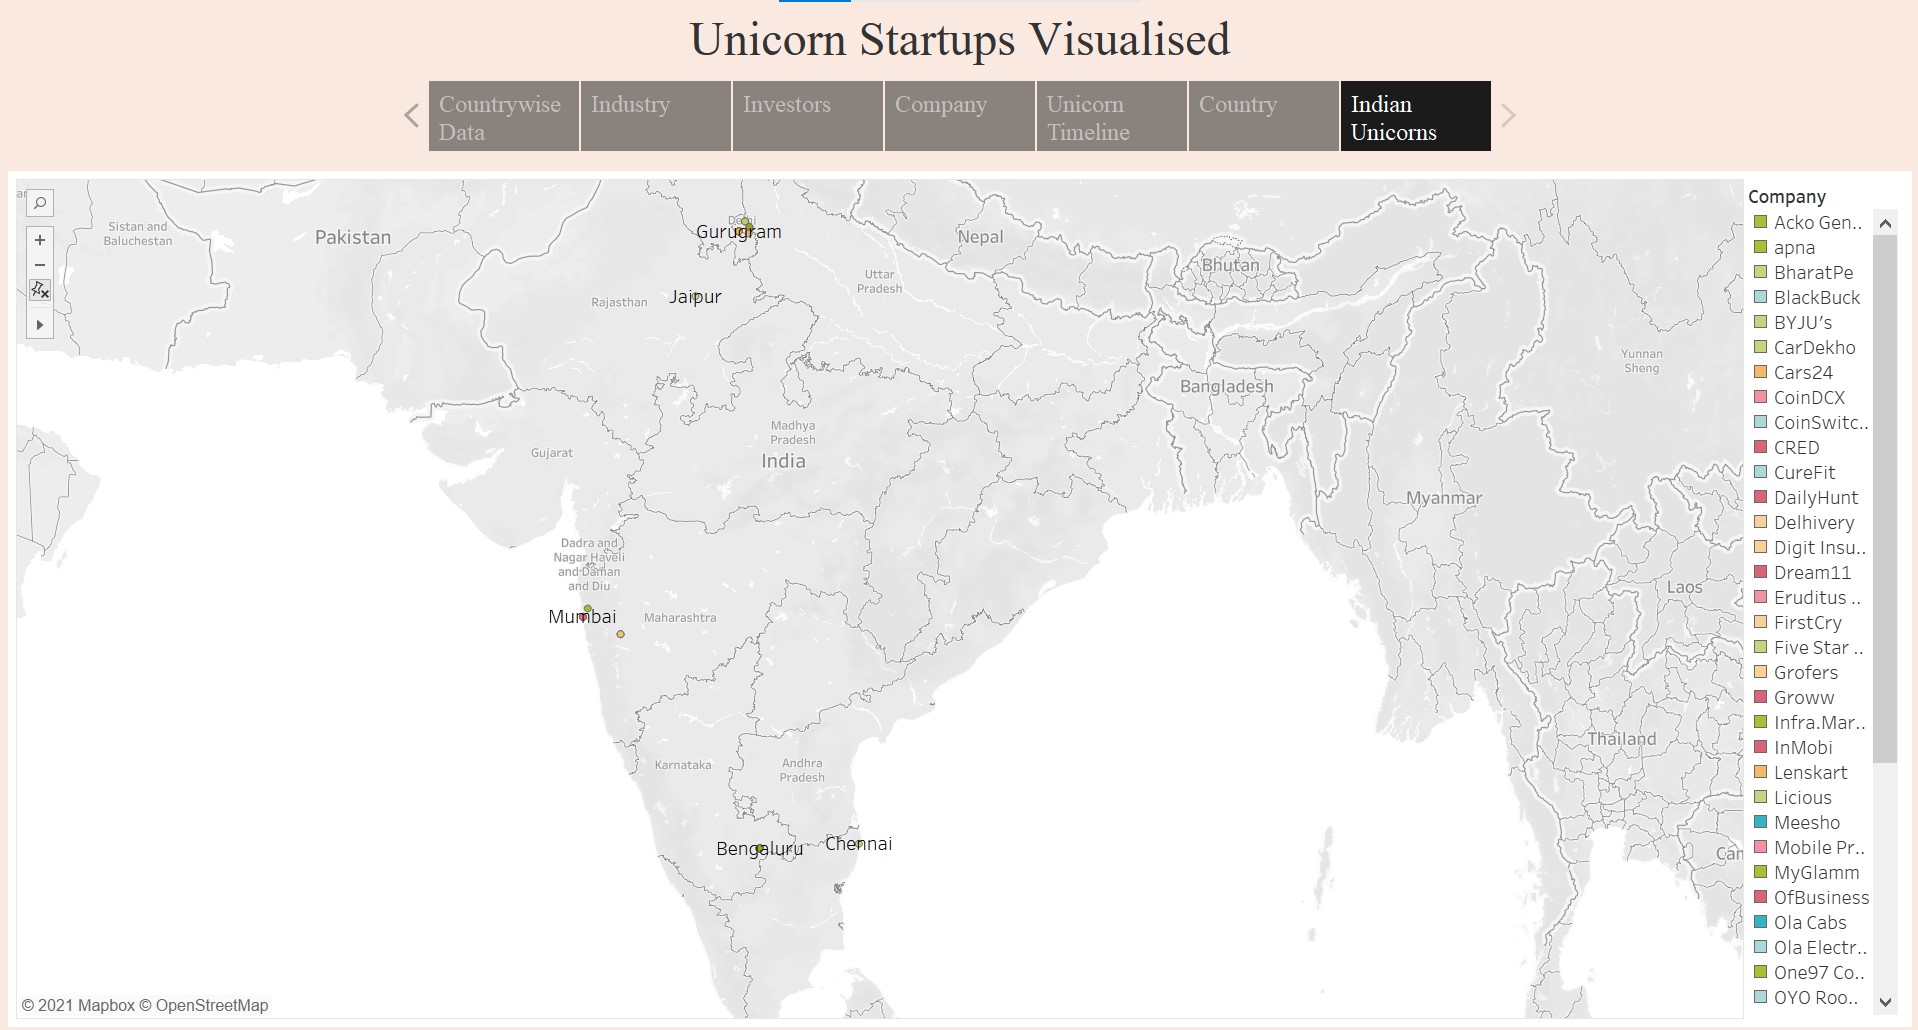 Unicorn Startups Visualised
Countrywise
Data
Industry
Investors
Company
Unicorn
Timeline
Country
Indian
Unicorns
Sistan and
Baluchestan
Pakistan
Gurugram
Nepal
Bhutan
Uttar
Pradesh
Jaipur
Rajasthan
Yunnan
Sheng
Bangladesh
Madhya
Pradesh
India
Gujarat
Myanmar
Dadra and
Nagar Haveli
and Daman
and Diu
Laos
Mumbai
Maharashtra
Thailand
Karnataka
Andhra
Pradesh
Bengaluru
Chennai
Can
© 2021 Mapbox © OpenStreetMap
Company
Acko Gen..
apna
BharatPe
BlackBuck
BYJU's
CarDekho
Cars24
CoinDCX
CoinSwitc..
CRED
CureFit
DailyHunt
Delhivery
Digit Insu..
Dream11
Eruditus ..
FirstCry
Five Star ..
Grofers
Groww
Infra.Mar..
InMobi
Lenskart
Licious
Meesho
Mobile Pr..
MyGlamm
OfBusiness
Ola Cabs
Ola Electr..
One97 Co..
OYO Roo..